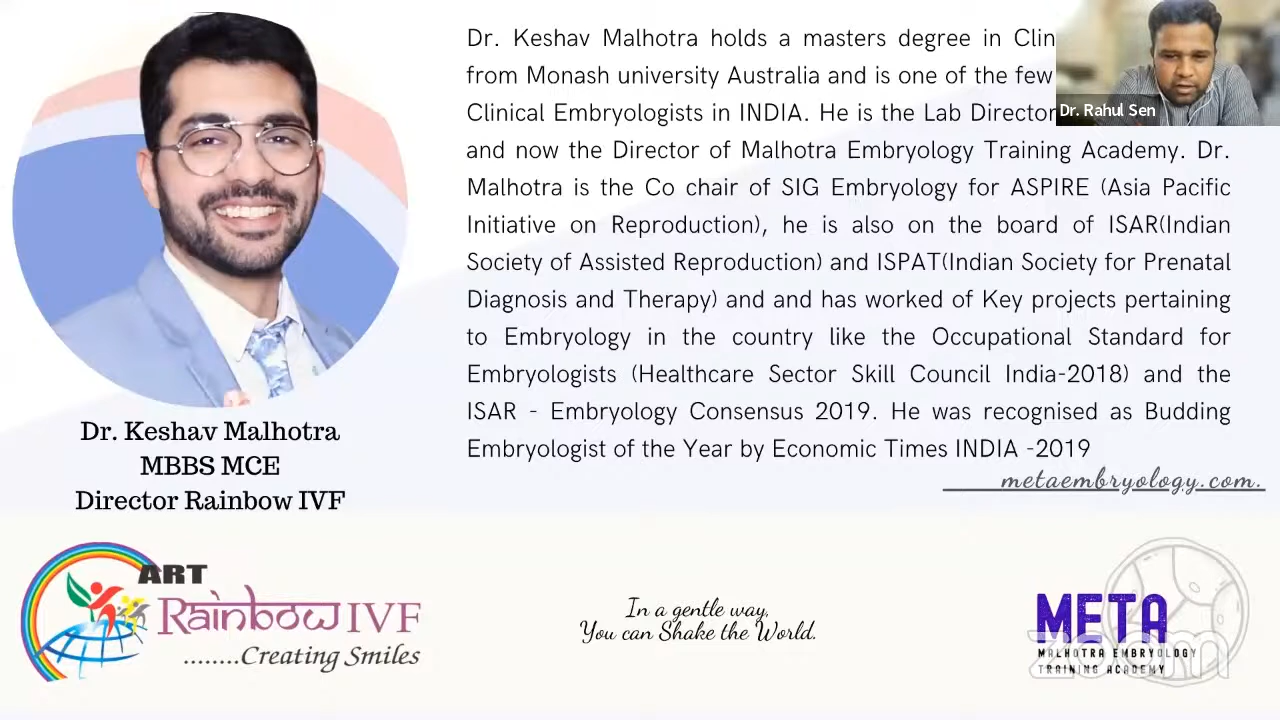 Dr. Keshav Malhotra holds a masters degree in Clin
from Monash university Australia and is one of the few
Clinical Embryologists in INDIA. He is the Lab Director
and now the Director of Malhotra Embryology Training Academy. Dr.
Malhotra is the Co chair of SIG Embryology for ASPIRE (Asia Pacific
Initiative on Reproduction), he is also on the board of ISAR(Indian
Society of Assisted Reproduction) and ISPAT(Indian Society for Prenatal
Diagnosis and Therapy) and and has worked of Key projects pertaining
to Embryology in the country like the Occupational Standard for
Embryologists (Healthcare Sector Skill Council India-2018) and the
ISAR - Embryology Consensus 2019. He was recognised as Budding
Embryologist of the Year by Economic Times INDIA -2019
metaembryology.com.
Dr. Rahul Sen
Dr. Keshav Malhotra
MBBS MCE
Director Rainbow IVF
ART
Rainbow IVF
........Creating Smiles
In a gentle way,
You can Shake the World.
META
MALHOTRA EMBRYOLOGY
TRAINING ACADEMY
zoom